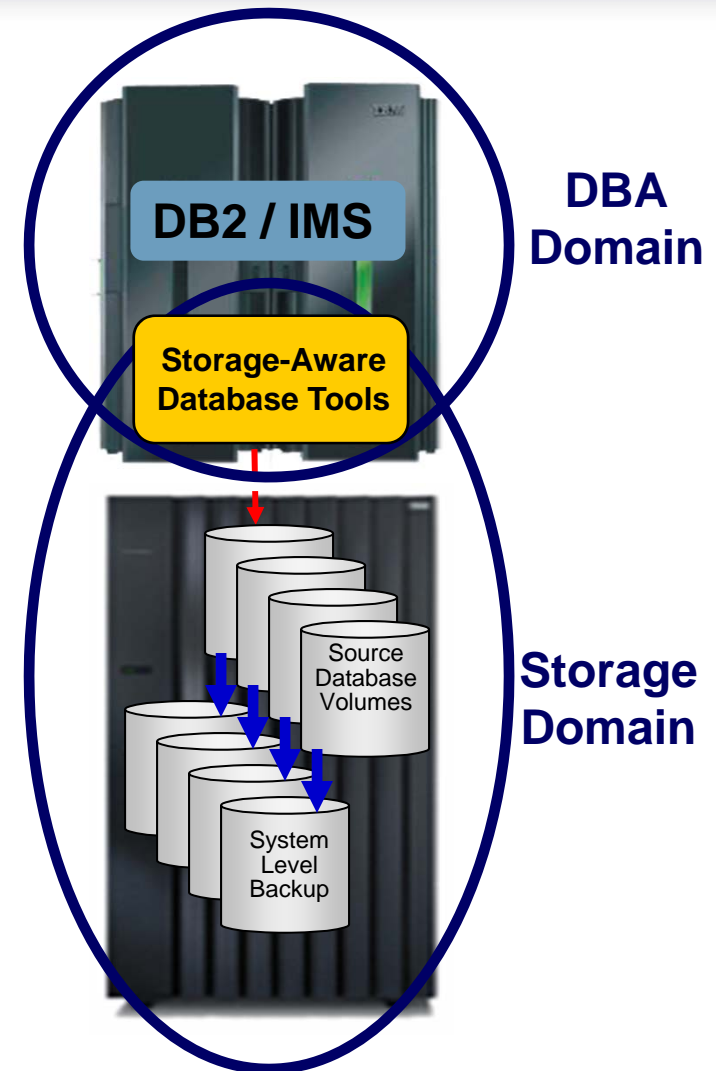 DB2 / IMS
DBA
Domain
Storage-Aware
Database Tools
Source
Database
Volumes
Storage
Domain
System
Level
Backup